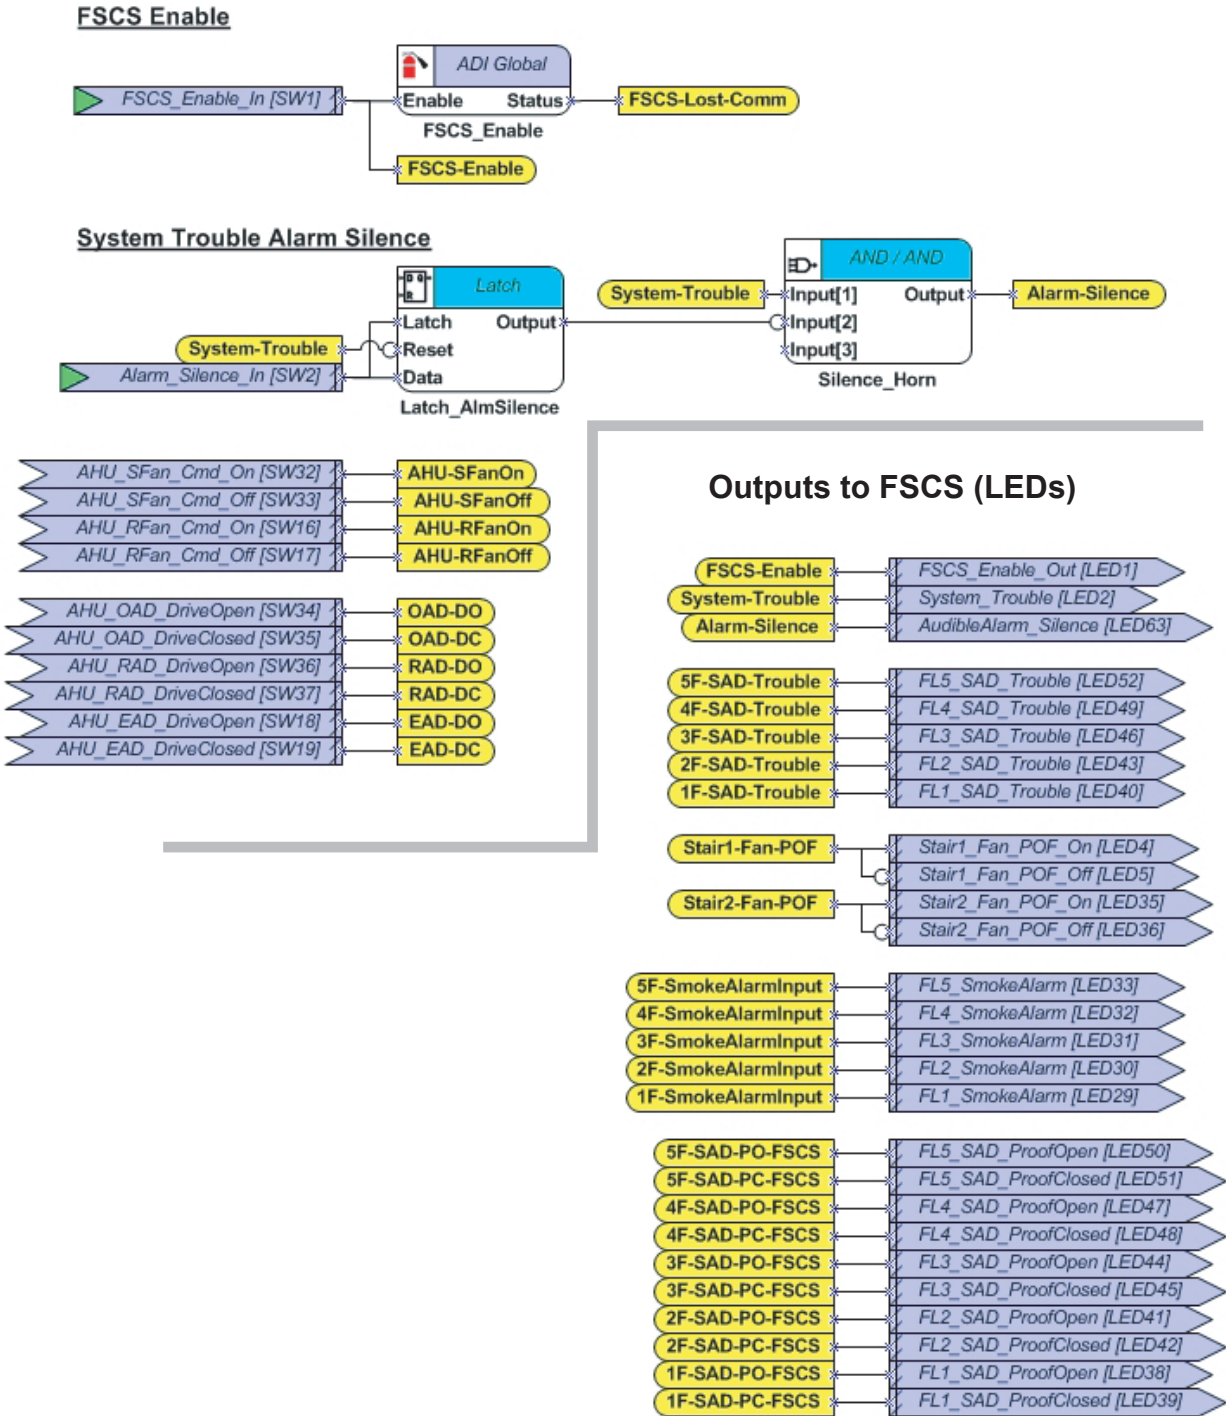 FSCS Enable
ADI Global
FSCS_Enable_In [SW1]
Enable Status
FSCS-Lost-Comm
FSCS_Enable
FSCS-Enable
System Trouble Alarm Silence
Latch
AND / AND
System-Trouble
Input[1] Output
Alarm-Silence
Latch Output
Input[2]
System-Trouble
Reset
Input[3]
Alarm_Silence_In [SW2]
Data
Silence_Horn
Latch_AlmSilence
AHU_SFan_Cmd_On [SW32] AHU-SFanOn
AHU_SFan_Cmd_Off [SW33] AHU-SFanOff
AHU_RFan_Cmd_On [SW16] AHU-RFanOn
AHU_RFan_Cmd_Off [SW17] AHU-RFanOff
AHU_OAD_DriveOpen [SW34] OAD-DO
AHU_OAD_DriveClosed [SW35] OAD-DC
AHU_RAD_DriveOpen [SW36] RAD-DO
AHU_RAD_DriveClosed [SW37] RAD-DC
AHU_EAD_DriveOpen [SW18] EAD-DO
AHU_EAD_DriveClosed [SW19] EAD-DC
Outputs to FSCS (LEDs)
FSCS-Enable FSCS_Enable_Out [LED1]
System-Trouble System_Trouble [LED2]
Alarm-Silence AudibleAlarm_Silence [LED63]
5F-SAD-Trouble FL5_SAD_Trouble [LED52]
4F-SAD-Trouble FL4_SAD_Trouble [LED49]
3F-SAD-Trouble FL3_SAD_Trouble [LED46]
2F-SAD-Trouble FL2_SAD_Trouble [LED43]
1F-SAD-Trouble FL1_SAD_Trouble [LED40]
Stair1-Fan-POF Stair1_Fan_POF_On [LED4]
Stair1_Fan_POF_Off [LED5]
Stair2-Fan-POF Stair2_Fan_POF_On [LED35]
Stair2_Fan_POF_Off [LED36]
5F-SmokeAlarmInput FL5_SmokeAlarm [LED33]
4F-SmokeAlarmInput FL4_SmokeAlarm [LED32]
3F-SmokeAlarmInput FL3_SmokeAlarm [LED31]
2F-SmokeAlarmInput FL2_SmokeAlarm [LED30]
1F-SmokeAlarmInput FL1_SmokeAlarm [LED29]
5F-SAD-PO-FSCS FL5_SAD_ProofOpen [LED50]
5F-SAD-PC-FSCS FL5_SAD_ProofClosed [LED51]
4F-SAD-PO-FSCS FL4_SAD_ProofOpen [LED47]
4F-SAD-PC-FSCS FL4_SAD_ProofClosed [LED48]
3F-SAD-PO-FSCS FL3_SAD_ProofOpen [LED44]
3F-SAD-PC-FSCS FL3_SAD_ProofClosed [LED45]
2F-SAD-PO-FSCS FL2_SAD_ProofOpen [LED41]
2F-SAD-PC-FSCS FL2_SAD_ProofClosed [LED42]
1F-SAD-PO-FSCS FL1_SAD_ProofOpen [LED38]
1F-SAD-PC-FSCS FL1_SAD_ProofClosed [LED39]